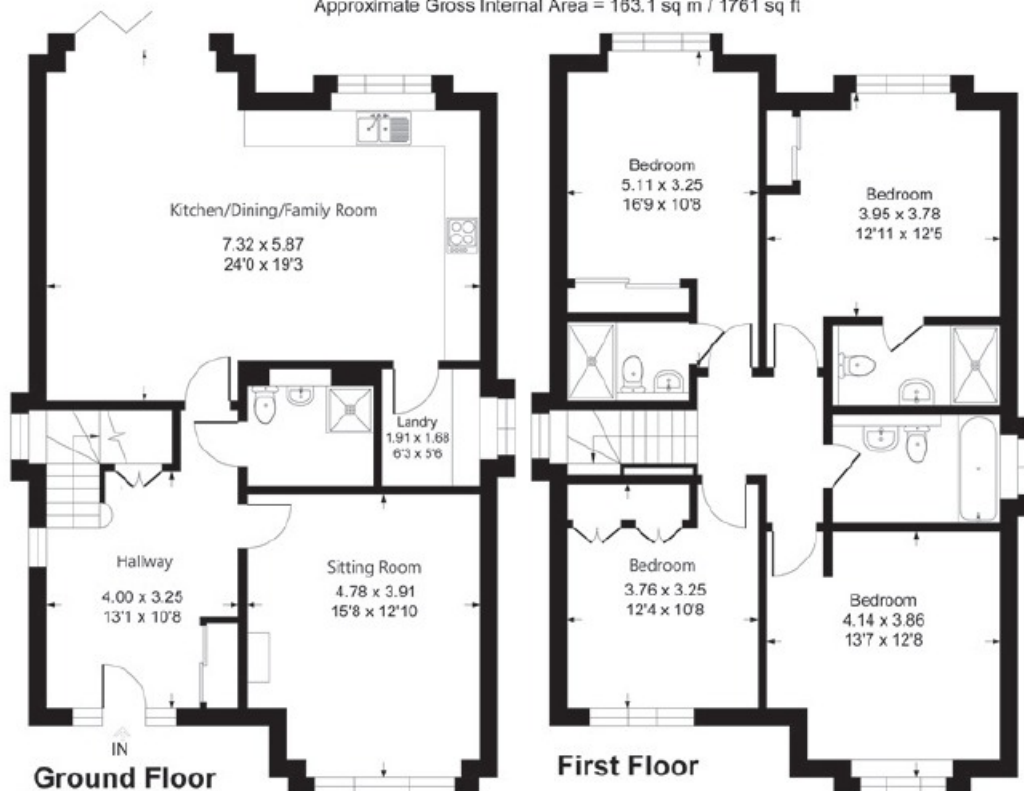 Approximate Gross Internal Area = 163.1 sq m / 1761 sq ft
Kitchen/Dining/Family Room
7.32 x 5.87
24'0 x 19'3
Landry
1.91 x 1.68
6'3 x 5'6
Hallway
4.00 x 3.25
13'1 x 10'8
Sitting Room
4.78 x 3.91
15'8 x 12'10
IN
Ground Floor
Bedroom
5.11 x 3.25
16'9 x 10'8
Bedroom
3.95 x 3.78
12'11 x 12'5
Bedroom
3.76 x 3.25
12'4 x 10'8
Bedroom
4.14 x 3.86
13'7 x 12'8
First Floor